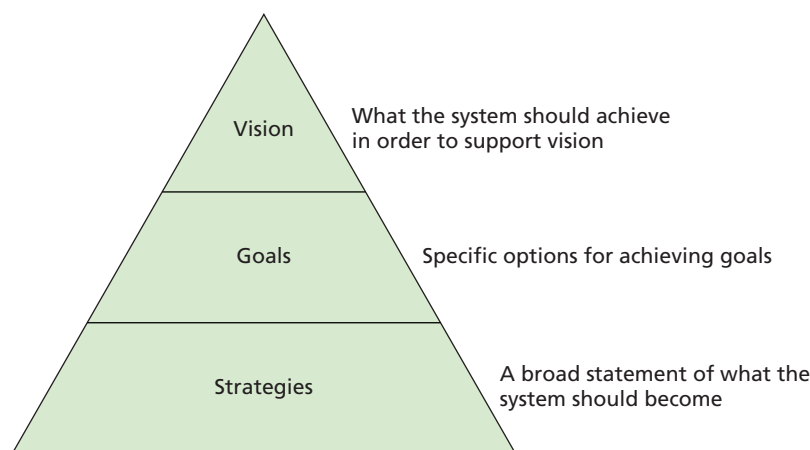 Vision
What the system should achieve
in order to support vision
Goals
Specific options for achieving goals
Strategies
A broad statement of what the
system should become